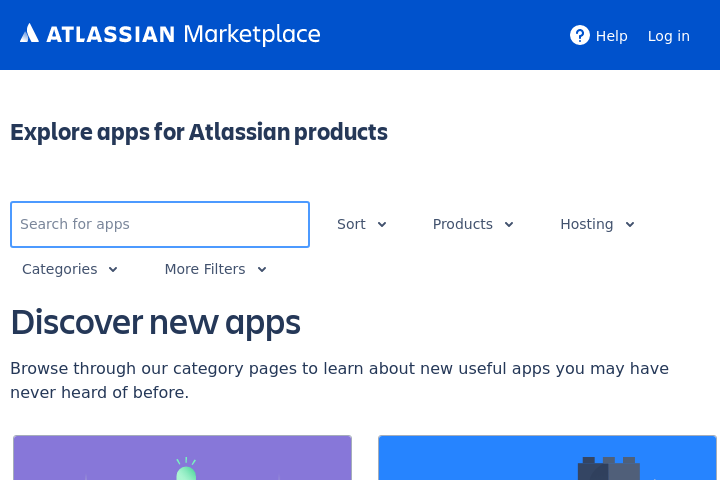 ATLASSIAN Marketplace
Help
Log in
Explore apps for Atlassian products
Search for apps
Sort
Products
Hosting
Categories
More Filters
Discover new apps
Browse through our category pages to learn about new useful apps you may have
never heard of before.